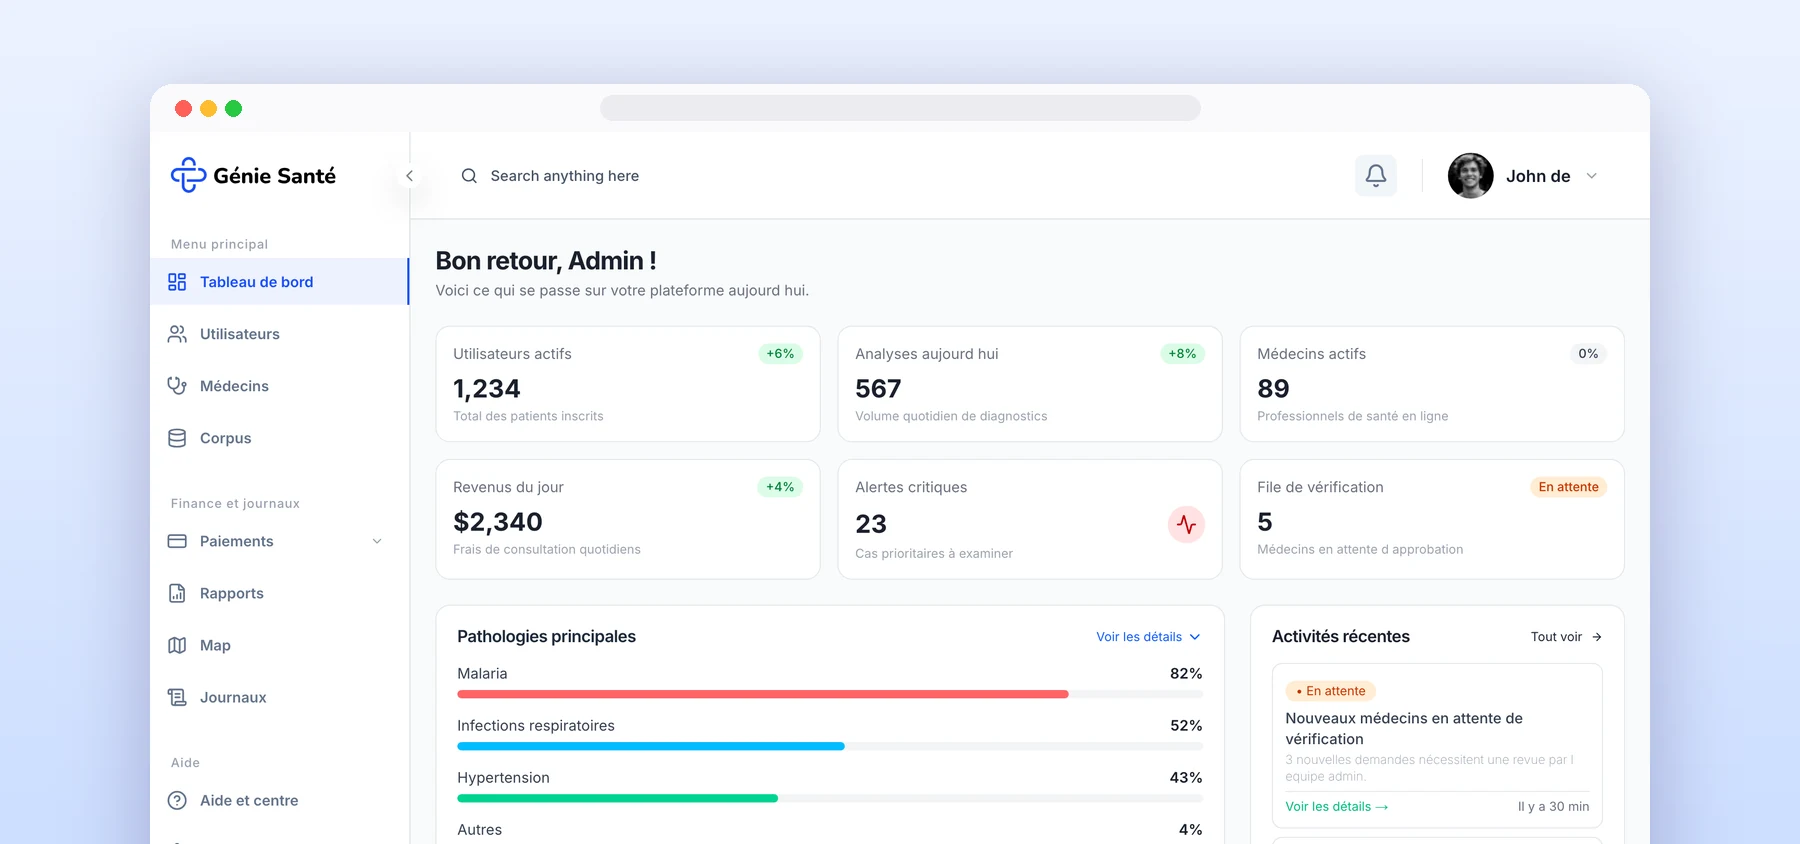 Génie Santé
Search anything here
John de
Menu principal
Tableau de bord
Utilisateurs
Médecins
Corpus
Finance et journaux
Paiements
Rapports
Map
Journaux
Aide
Aide et centre
Bon retour, Admin !
Voici ce qui se passe sur votre plateforme aujourd hui.
Utilisateurs actifs
+6%
1,234
Total des patients inscrits
Analyses aujourd hui
+8%
567
Volume quotidien de diagnostics
Médecins actifs
0%
89
Professionnels de santé en ligne
Revenus du jour
+4%
$2,340
Frais de consultation quotidiens
Alertes critiques
23
Cas prioritaires à examiner
File de vérification
En attente
5
Médecins en attente d approbation
Pathologies principales
Voir les détails
Malaria
82%
Infections respiratoires
52%
Hypertension
43%
Autres
4%
Activités récentes
Tout voir →
• En attente
Nouveaux médecins en attente de
vérification
3 nouvelles demandes nécessitent une revue par l
equipe admin.
Voir les détails →
Il y a 30 min